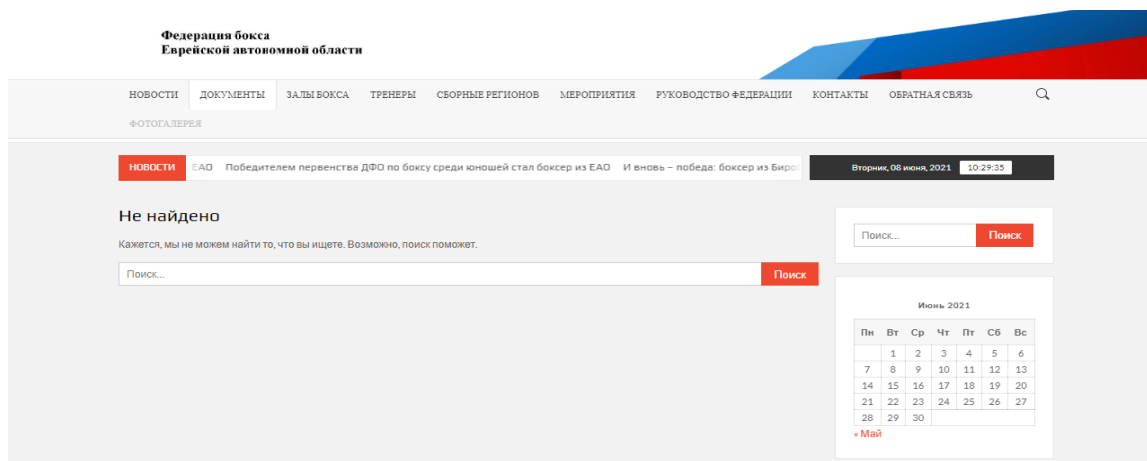 Федерация бокса
Еврейской автономной области
НОВОСТИ ДОКУМЕНТЫ ЗАЛЫ БОКСА ТРЕНЕРЫ СБОРНЫЕ РЕГИОНОВ МЕРОПРИЯТИЯ РУКОВОДСТВО ФЕДЕРАЦИИ КОНТАКТЫ ОБРАТНАЯ СВЯЗЬ
ФОТОГАЛЕРЕЯ
НОВОСТИ ЕАО Победителем первенства ДФО по боксу среди юношей стал боксер из ЕАО И вновь – победа: боксер из Биро
Вторник, 08 июня, 2021 10:29:35
Не найдено
Кажется, мы не можем найти то, что вы ищете. Возможно, поиск поможет.
Поиск... Поиск
Поиск... Поиск
Июнь 2021
Пн Вт Ср Чт Пт Сб Вс
1 2 3 4 5 6
7 8 9 10 11 12 13
14 15 16 17 18 19 20
21 22 23 24 25 26 27
28 29 30
« Май